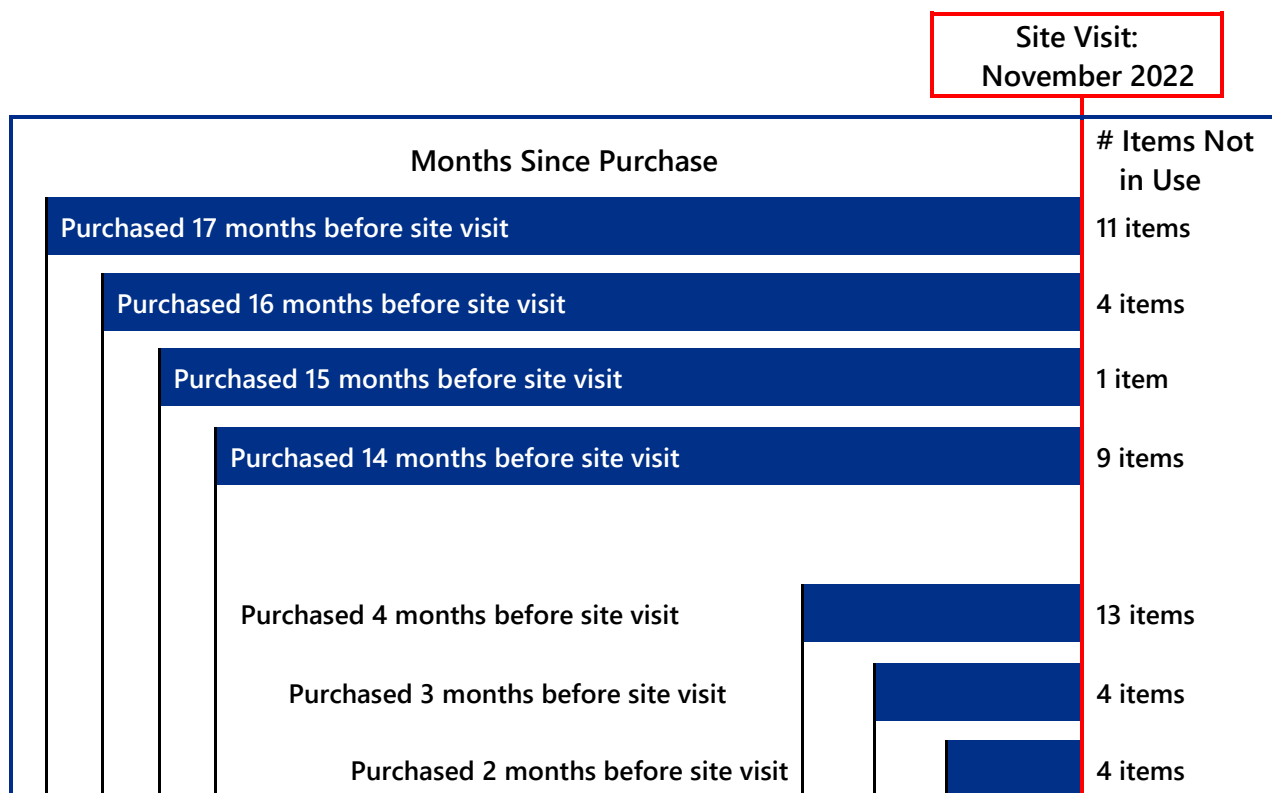 Site Visit:
November 2022
Months Since Purchase
# Items Not
in Use
Purchased 17 months before site visit
11 items
Purchased 16 months before site visit
4 items
Purchased 15 months before site visit
1 item
Purchased 14 months before site visit
9 items
Purchased 4 months before site visit
13 items
Purchased 3 months before site visit
4 items
Purchased 2 months before site visit
4 items